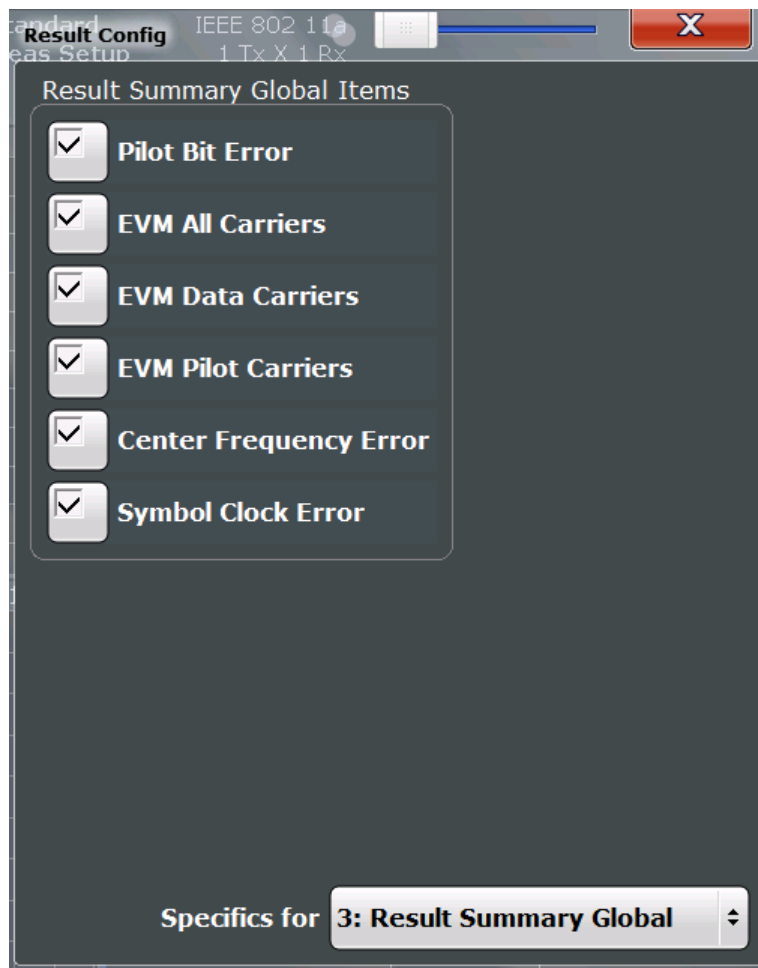 Result Config
IEEE 802 11a
1 Tx X 1 Rx
X
Result Summary Global Items
Pilot Bit Error
EVM All Carriers
EVM Data Carriers
EVM Pilot Carriers
Center Frequency Error
Symbol Clock Error
Specifics for 3: Result Summary Global